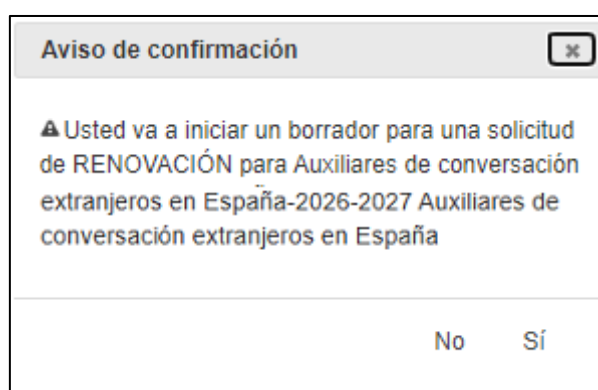 Aviso de confirmación
Usted va a iniciar un borrador para una solicitud
de RENOVACIÓN para Auxiliares de conversación
extranjeros en España-2026-2027 Auxiliares de
conversación extranjeros en España
No Sí